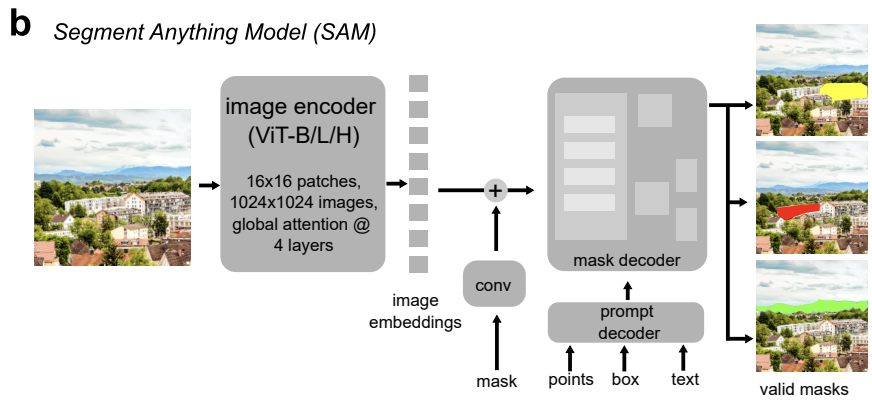 b Segment Anything Model (SAM)
image encoder
(ViT-B/L/H)
16x16 patches,
1024x1024 images,
global attention @
4 layers
image
embeddings
+
conv
mask
mask decoder
prompt
decoder
points box text
valid masks